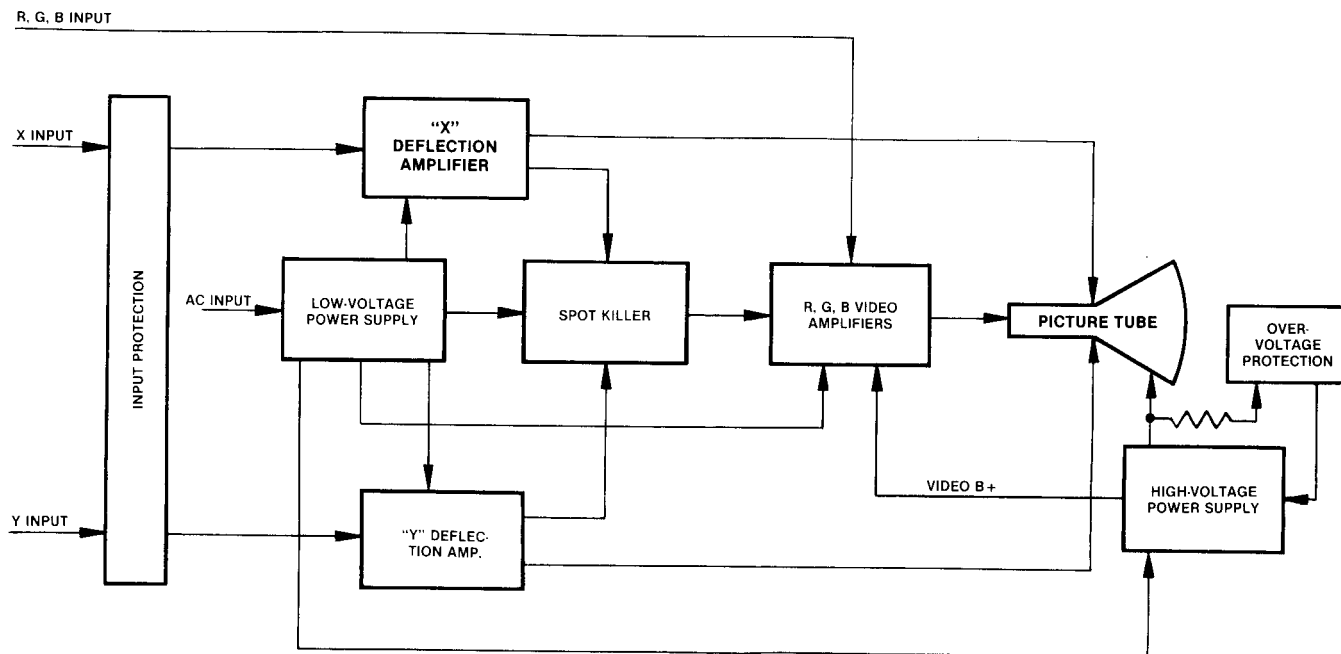 R, G, B INPUT
X INPUT
"X"
DEFLECTION
AMPLIFIER
INPUT PROTECTION
AC INPUT
LOW-VOLTAGE
POWER SUPPLY
SPOT KILLER
R, G, B VIDEO
AMPLIFIERS
PICTURE TUBE
OVER-
VOLTAGE
PROTECTION
VIDEO B+
HIGH-VOLTAGE
POWER SUPPLY
Y INPUT
"Y" DEFLEC-
TION AMP.